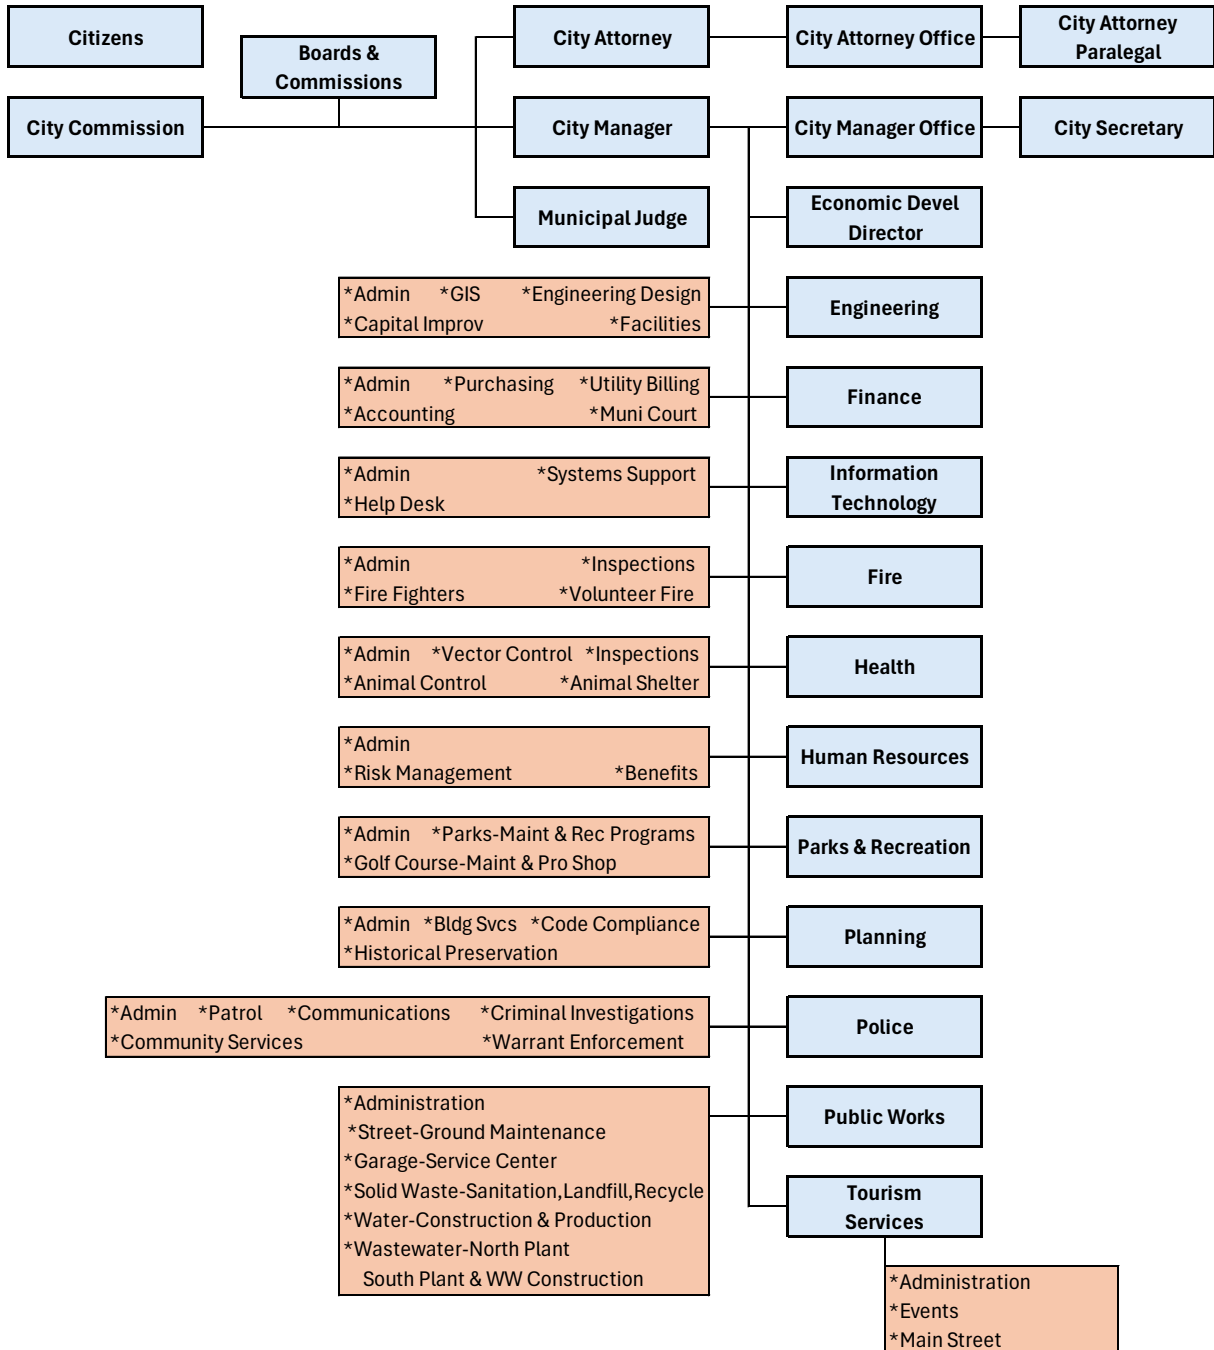 Citizens
Boards &
Commissions
City Commission
City Attorney
City Attorney Office
City Attorney
Paralegal
City Manager
City Manager Office
City Secretary
Municipal Judge
Economic Devel
Director
*Admin *GIS *Engineering Design
*Capital Improv *Facilities
Engineering
*Admin *Purchasing *Utility Billing
*Accounting *Muni Court
Finance
*Admin *Systems Support
*Help Desk
Information
Technology
*Admin *Inspections
*Fire Fighters *Volunteer Fire
Fire
*Admin *Vector Control *Inspections
*Animal Control *Animal Shelter
Health
*Admin
*Risk Management *Benefits
Human Resources
*Admin *Parks-Maint & Rec Programs
*Golf Course-Maint & Pro Shop
Parks & Recreation
*Admin *Bldg Svcs *Code Compliance
*Historical Preservation
Planning
*Admin *Patrol *Communications *Criminal Investigations
*Community Services *Warrant Enforcement
Police
*Administration
*Street-Ground Maintenance
*Garage-Service Center
*Solid Waste-Sanitation,Landfill,Recycle
*Water-Construction & Production
*Wastewater-North Plant
South Plant & WW Construction
Public Works
Tourism
Services
*Administration
*Events
*Main Street